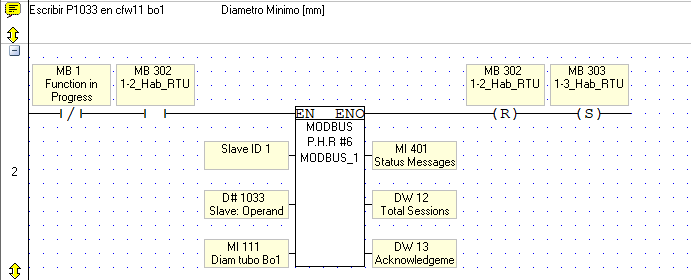 Escribir P1033 en cfw11 bo1 Diametro Minimo [mm]
MB 1
Function in
Progress
MB 302
1-2_Hab_RTU
MB 302
1-2_Hab_RTU
MB 303
1-3_Hab_RTU
(R)
(S)
EN ENO
MODBUS
P.H.R #6
MODBUS_1
Slave ID 1
MI 401
Status Messages
2
D# 1033
Slave: Operand
DW 12
Total Sessions
MI 111
Diam tubo Bo1
DW 13
Acknowledgeme